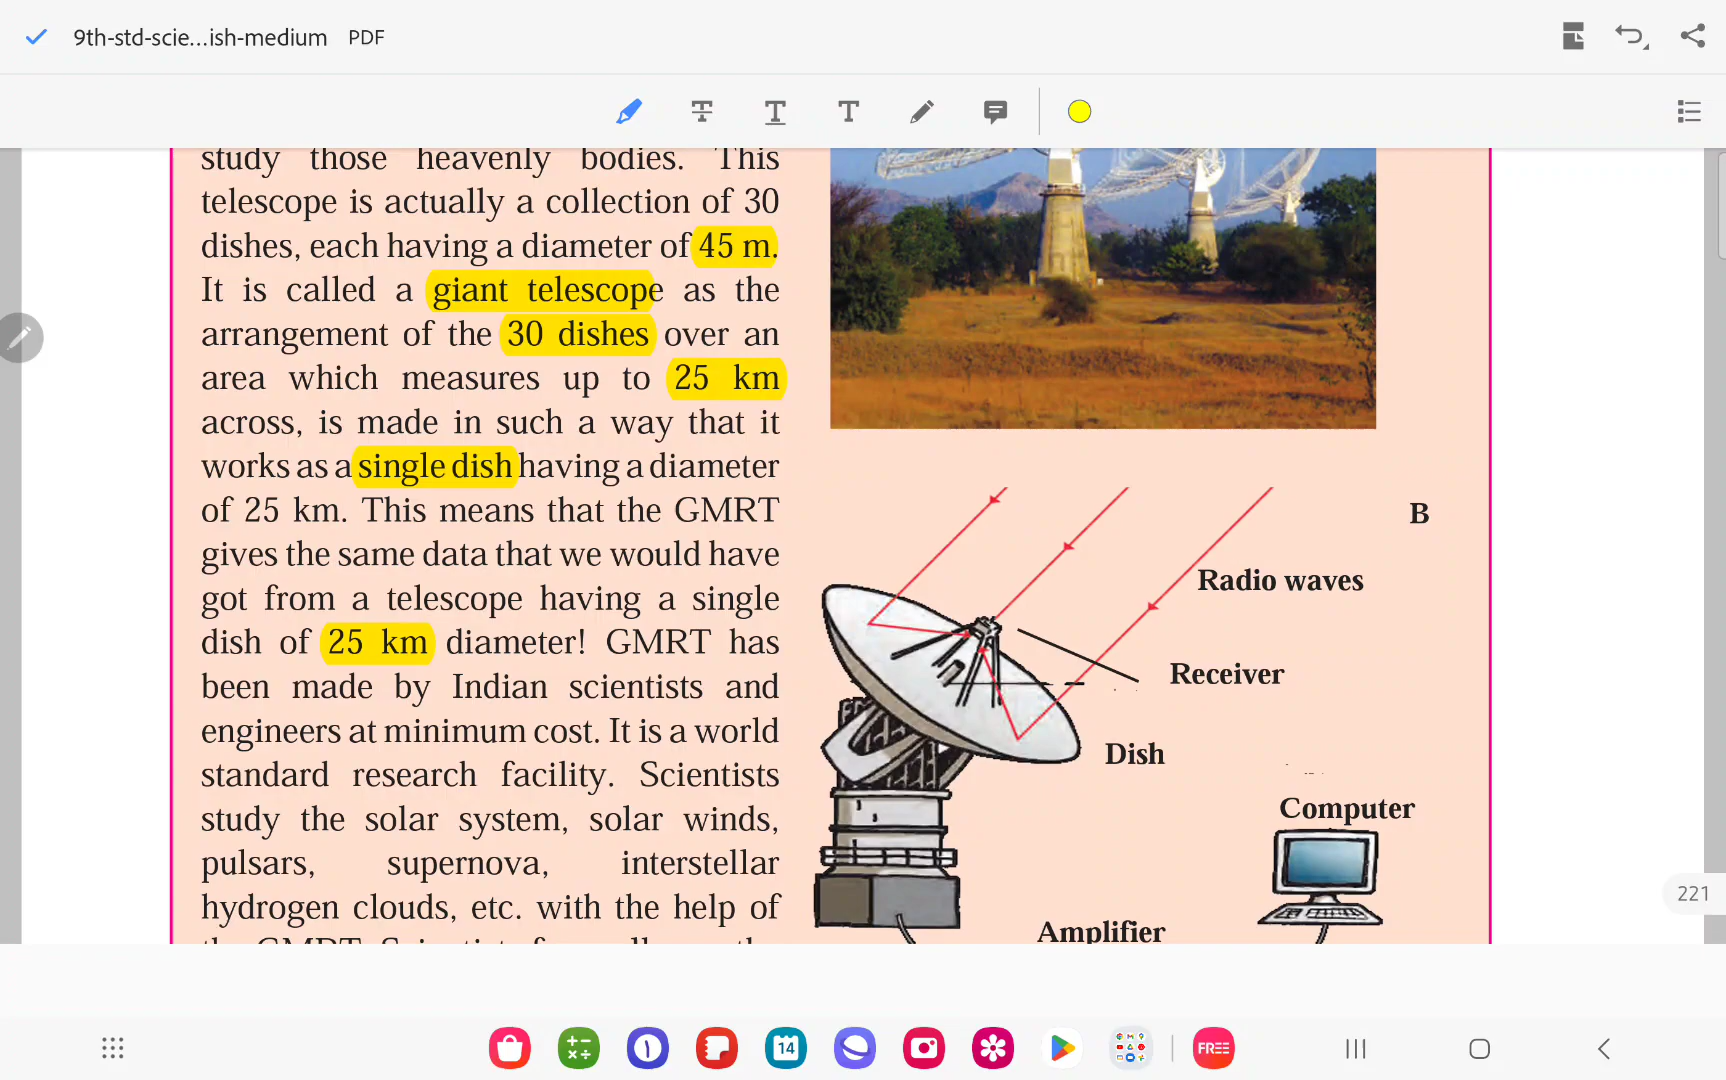 9th-std-scie...ish-medium PDF
study those heavenly bodies. This
telescope is actually a collection of 30
dishes, each having a diameter of 45 m.
It is called a giant telescope as the
arrangement of the 30 dishes over an
area which measures up to 25 km
across, is made in such a way that it
works as a single dish having a diameter
of 25 km. This means that the GMRT
gives the same data that we would have
got from a telescope having a single
dish of 25 km diameter! GMRT has
been made by Indian scientists and
engineers at minimum cost. It is a world
standard research facility. Scientists
study the solar system, solar winds,
pulsars, supernova, interstellar
hydrogen clouds, etc. with the help of
B
Radio waves
Receiver
Dish
Computer
Amplifier
221
14
FREE